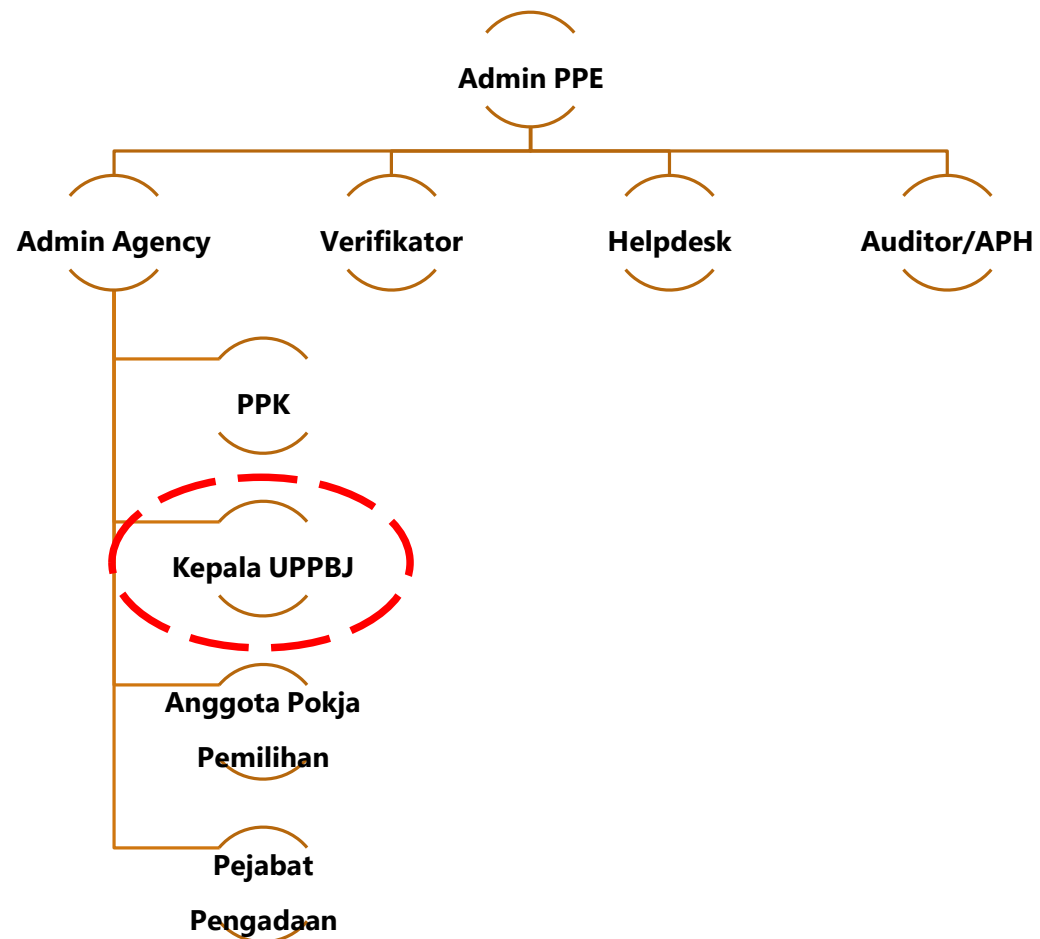 Admin PPE
Admin Agency
Verifikator
Helpdesk
Auditor/APH
PPK
Kepala UPPBJ
Anggota Pokja
Pemilihan
Pejabat
Pengadaan